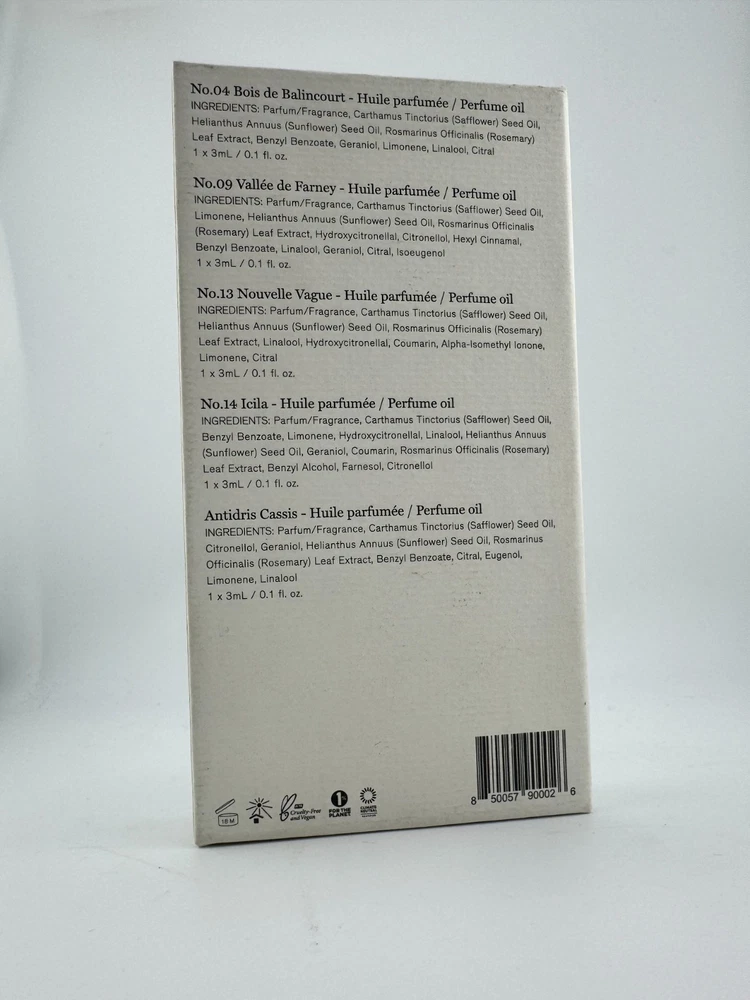 No.04 Bois de Balincourt - Huile parfumée / Perfume oil
INGREDIENTS: Parfum/Fragrance, Carthamus Tinctorius (Safflower) Seed Oil,
Helianthus Annuus (Sunflower) Seed Oil, Rosmarinus Officinalis (Rosemary)
Leaf Extract, Benzyl Benzoate, Geraniol, Limonene, Linalool, Citral
1 x 3mL / 0.1 fl. oz.
No.09 Vallée de Farney - Huile parfumée / Perfume oil
INGREDIENTS: Parfum/Fragrance, Carthamus Tinctorius (Safflower) Seed Oil,
Limonene, Helianthus Annuus (Sunflower) Seed Oil, Rosmarinus Officinalis
(Rosemary) Leaf Extract, Hydroxycitronellal, Citronellol, Hexyl Cinnamal,
Benzyl Benzoate, Linalool, Geraniol, Citral, Isoeugenol
1 x 3mL / 0.1 fl. oz.
No.13 Nouvelle Vague - Huile parfumée / Perfume oil
INGREDIENTS: Parfum/Fragrance, Carthamus Tinctorius (Safflower) Seed Oil,
Helianthus Annuus (Sunflower) Seed Oil, Rosmarinus Officinalis (Rosemary)
Leaf Extract, Linalool, Hydroxycitronellal, Coumarin, Alpha-Isomethyl Ionone,
Limonene, Citral
1 x 3mL / 0.1 fl. oz.
No.14 Icila - Huile parfumée / Perfume oil
INGREDIENTS: Parfum/Fragrance, Carthamus Tinctorius (Safflower) Seed Oil,
Benzyl Benzoate, Limonene, Hydroxycitronellal, Linalool, Helianthus Annuus
(Sunflower) Seed Oil, Geraniol, Coumarin, Rosmarinus Officinalis (Rosemary)
Leaf Extract, Benzyl Alcohol, Farnesol, Citronellol
1 x 3mL / 0.1 fl. oz.
Antidris Cassis - Huile parfumée / Perfume oil
INGREDIENTS: Parfum/Fragrance, Carthamus Tinctorius (Safflower) Seed Oil,
Citronellol, Geraniol, Helianthus Annuus (Sunflower) Seed Oil, Rosmarinus
Officinalis (Rosemary) Leaf Extract, Benzyl Benzoate, Citral, Eugenol,
Limonene, Linalool
1 x 3mL / 0.1 fl. oz.
18 M
Cruelty-Free
and Vegan
1%
FOR THE
PLANET
CLIMATE
NEUTRAL
8 50057 90002 6